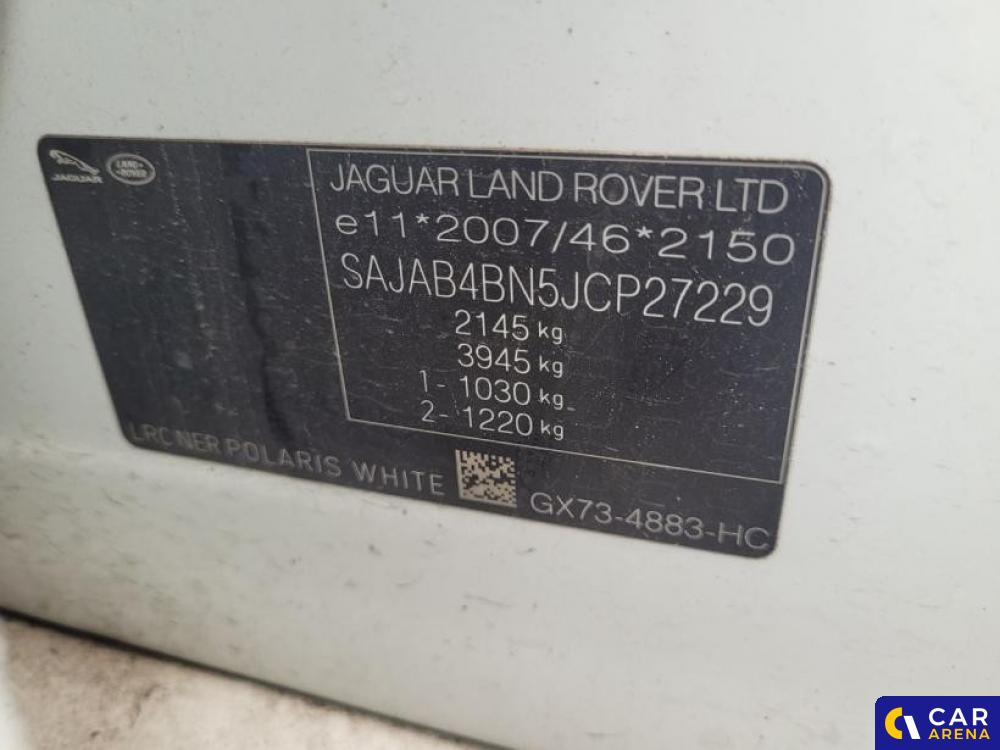 JAGUAR
LAND ROVER
JAGUAR LAND ROVER LTD
e11*2007/46*2150
SAJAB4BN5JCP27229
2145 kg
3945 kg
1- 1030 kg
2- 1220 kg
LRC NER POLARIS WHITE
GX73-4883-HC
CAR
ARENA